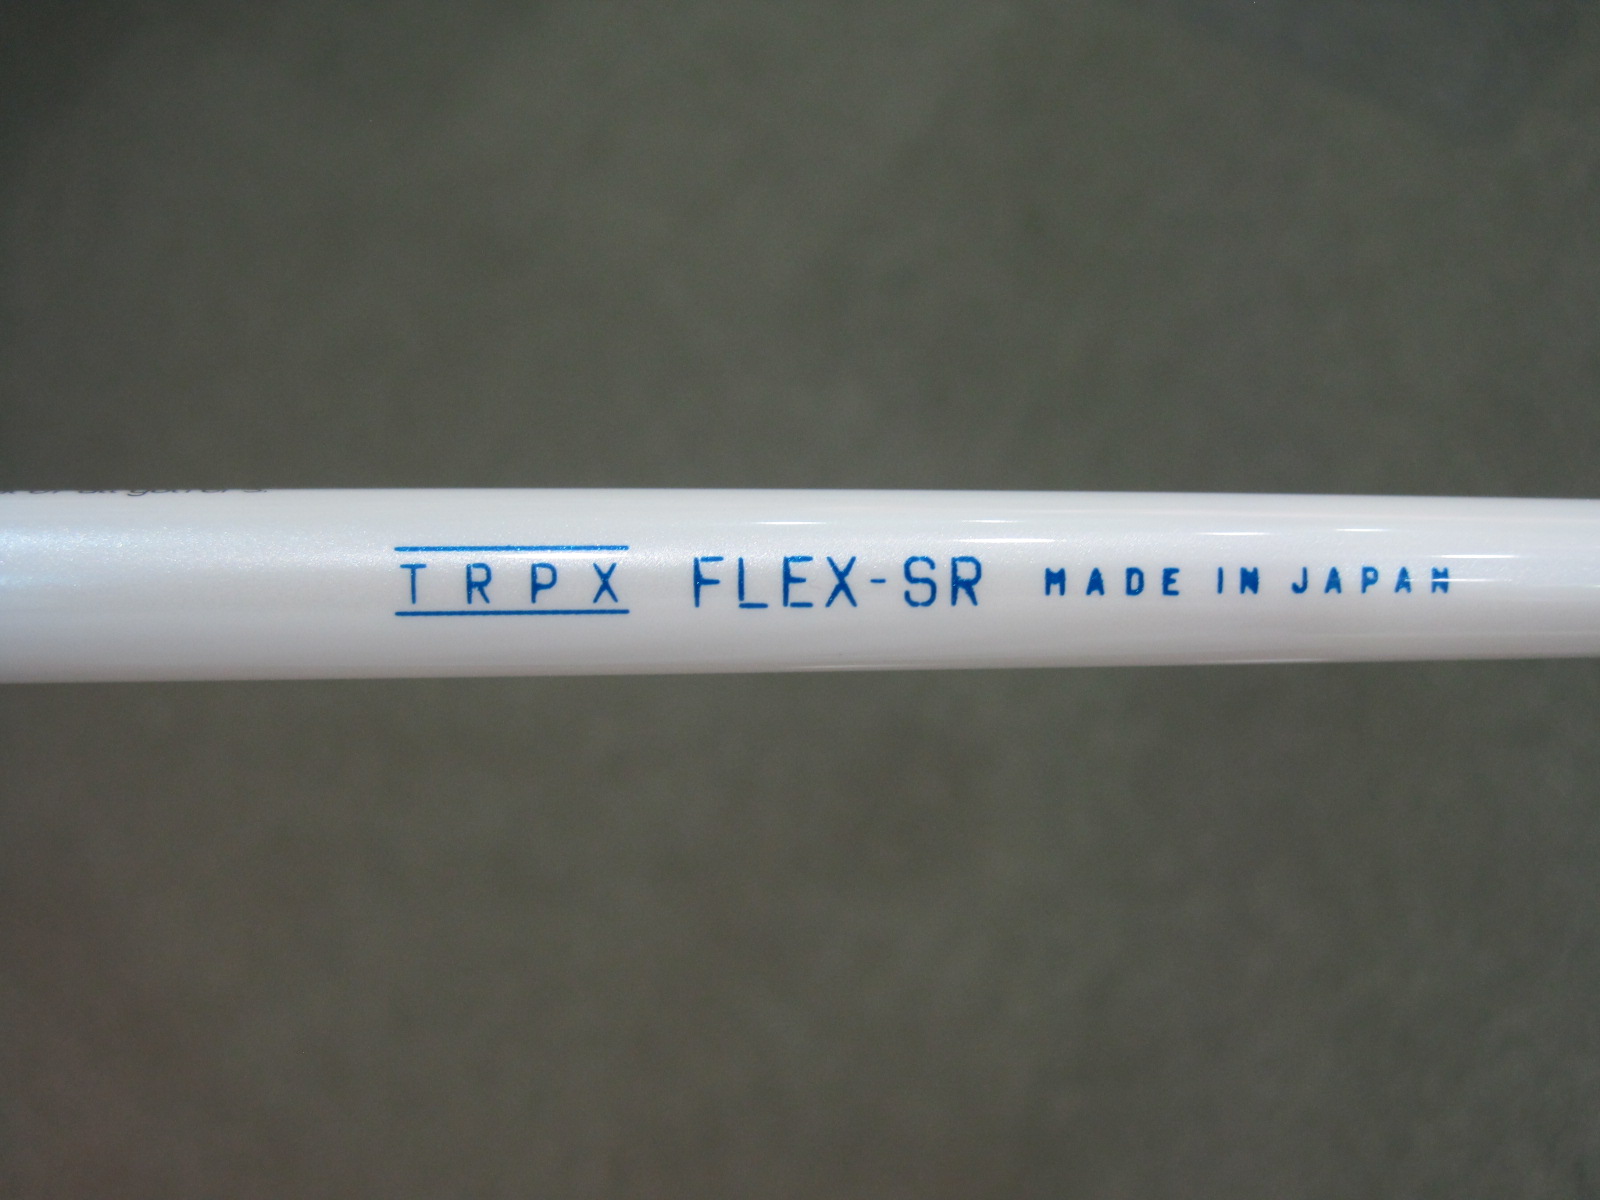 TRPX FLEX-SR MADE IN JAPAN